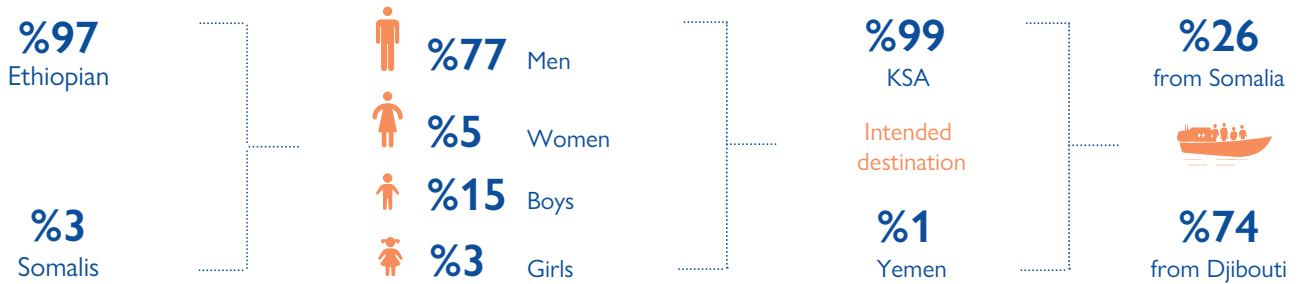 %97
Ethiopian
%3
Somalis
%77 Men
%5 Women
%15 Boys
%3 Girls
%99
KSA
Intended
destination
%1
Yemen
%26
from Somalia
%74
from Djibouti